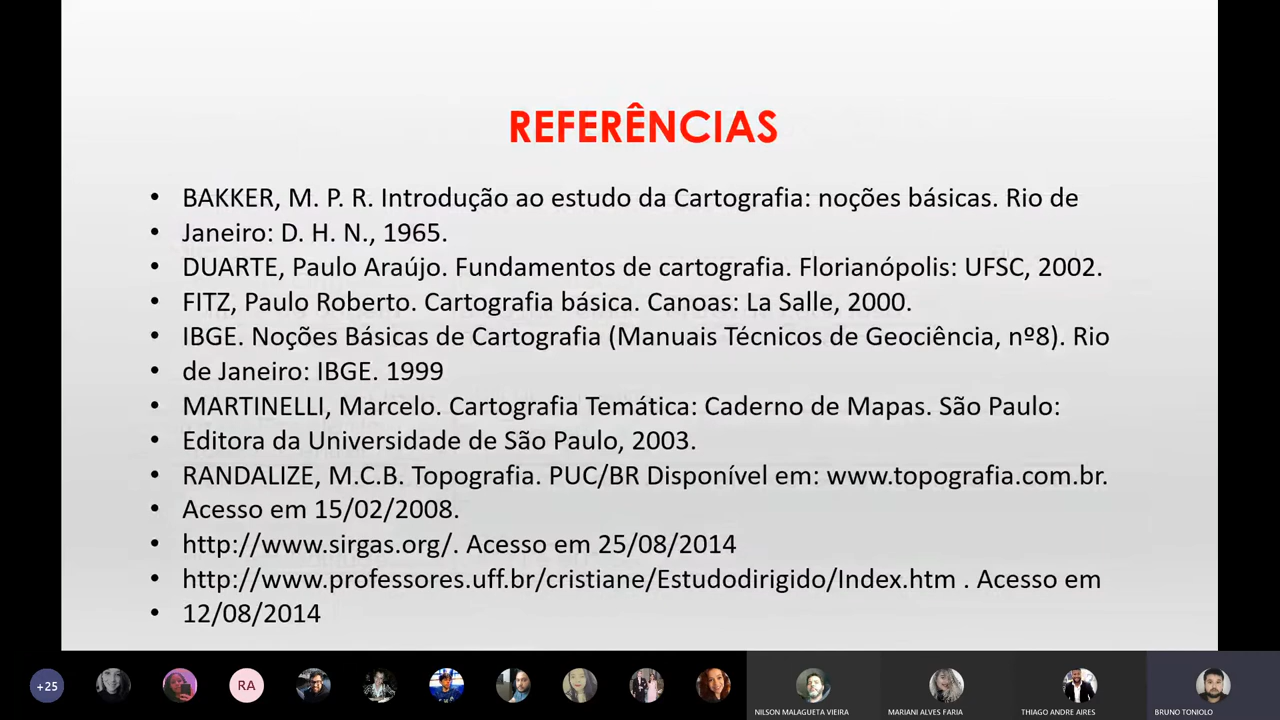 REFERÊNCIAS
• BAKKER, M. P. R. Introdução ao estudo da Cartografia: noções básicas. Rio de
• Janeiro: D. H. N., 1965.
• DUARTE, Paulo Araújo. Fundamentos de cartografia. Florianópolis: UFSC, 2002.
• FITZ, Paulo Roberto. Cartografia básica. Canoas: La Salle, 2000.
• IBGE. Noções Básicas de Cartografia (Manuais Técnicos de Geociência, nº8). Rio
• de Janeiro: IBGE. 1999
• MARTINELLI, Marcelo. Cartografia Temática: Caderno de Mapas. São Paulo:
• Editora da Universidade de São Paulo, 2003.
• RANDALIZE, M.C.B. Topografia. PUC/BR Disponível em: www.topografia.com.br.
• Acesso em 15/02/2008.
• http://www.sirgas.org/. Acesso em 25/08/2014
• http://www.professores.uff.br/cristiane/Estudodirigido/Index.htm . Acesso em
• 12/08/2014
+25
RA
NILSON MALAGUETA VIEIRA
MARIANI ALVES FARIA
THIAGO ANDRE AIRES
BRUNO TONIOLO